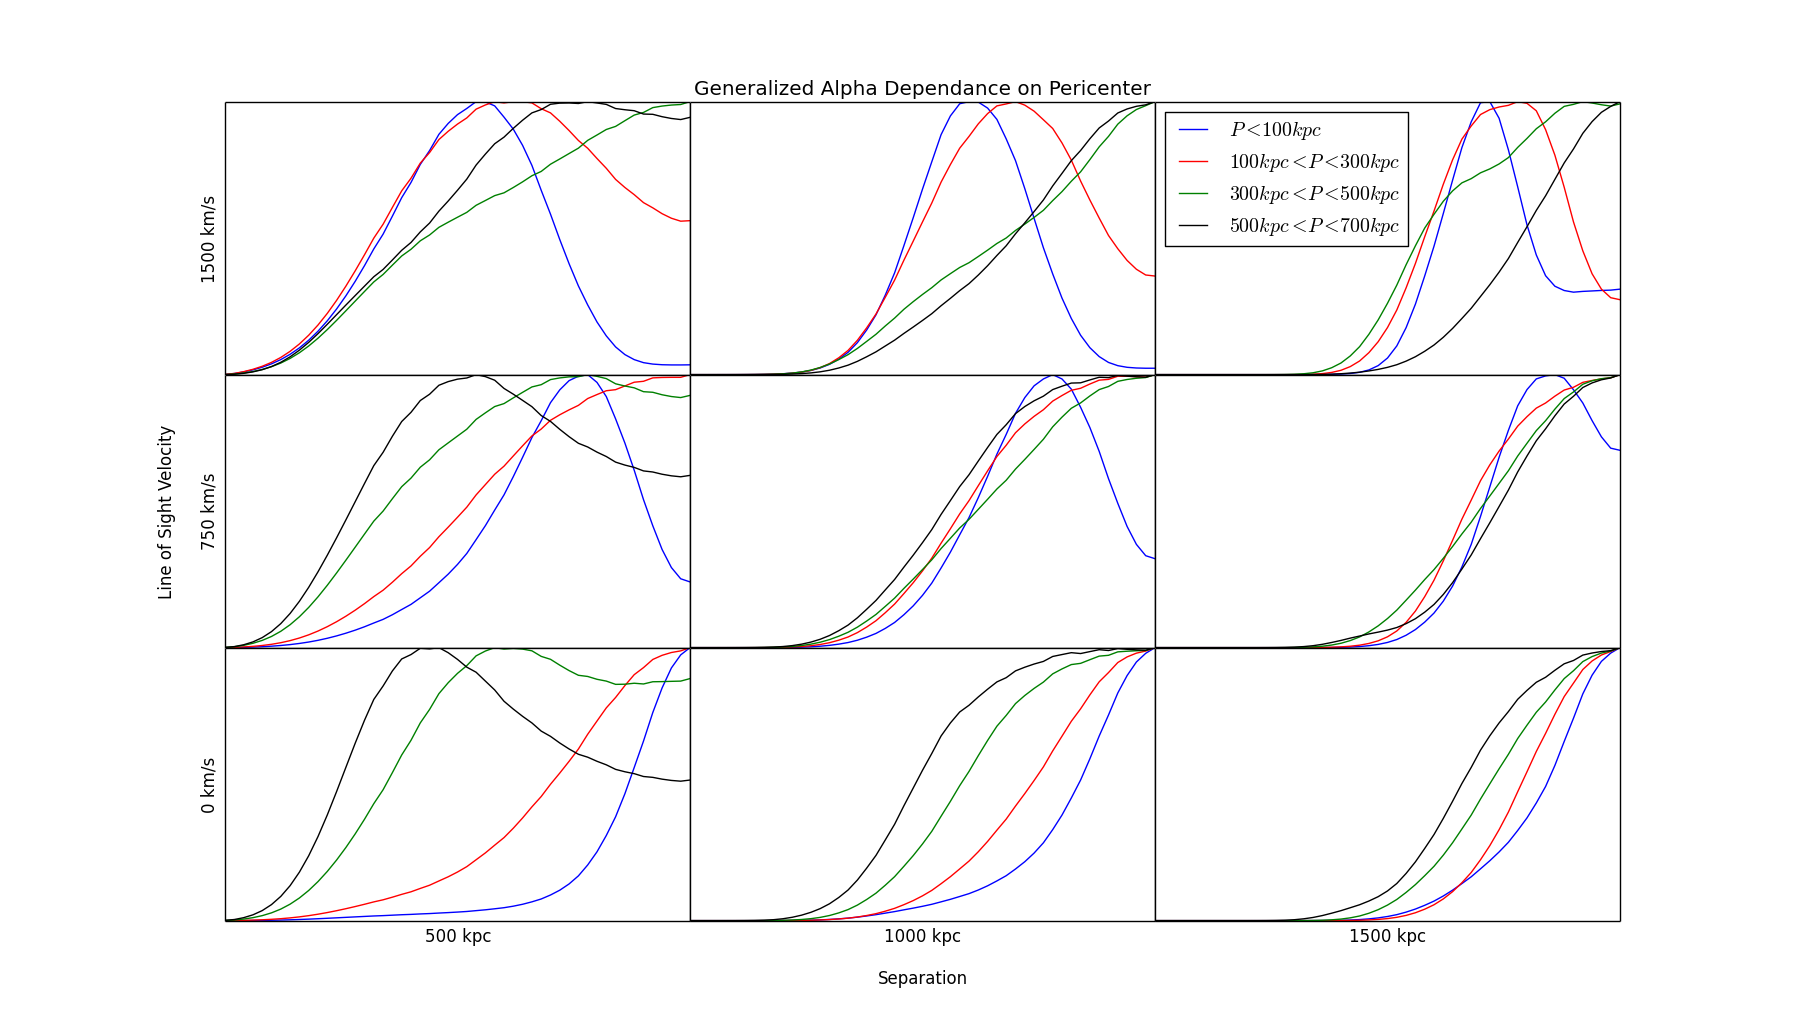 Generalized Alpha Dependance on Pericenter
P<100kpc
100kpc<P<300kpc
300kpc<P<500kpc
500kpc<P<700kpc
1500 km/s
750 km/s
0 km/s
Line of Sight Velocity
500 kpc
1000 kpc
1500 kpc
Separation